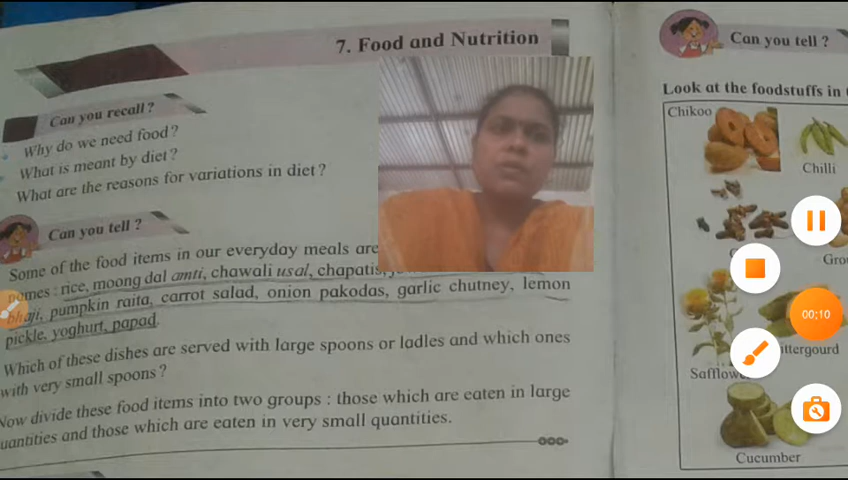 7. Food and Nutrition
Can you recall?
Why do we need food?
What is meant by diet?
What are the reasons for variations in diet?
Can you tell?
Some of the food items in our everyday meals are
names : rice, moong dal amti, chawali usal, chapatis,
bhaji, pumpkin raita, carrot salad, onion pakodas, garlic chutney, lemon
pickle, yoghurt, papad.
Which of these dishes are served with large spoons or ladles and which ones
with very small spoons?
Now divide these food items into two groups : those which are eaten in large
quantities and those which are eaten in very small quantities.
Can you tell?
Look at the foodstuffs in
Chikoo
Chilli
Safflower
Cucumber
00:10